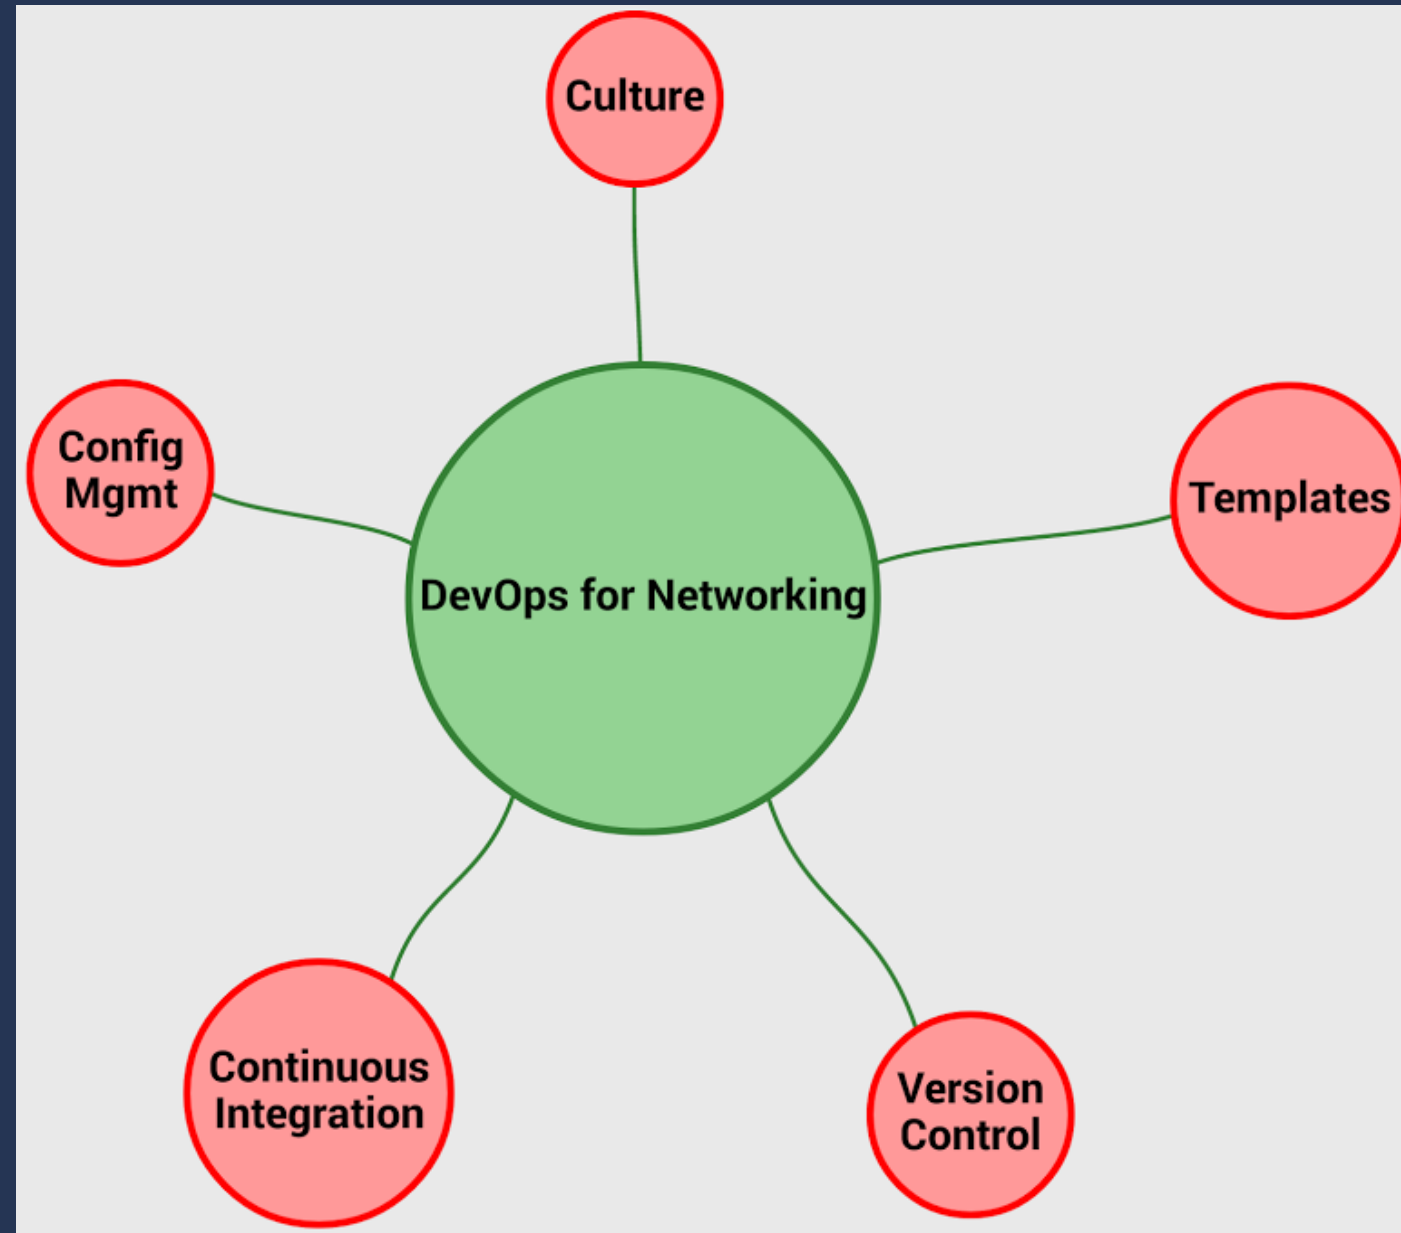 Culture
Config
Mgmt
Templates
DevOps for Networking
Continuous
Integration
Version
Control